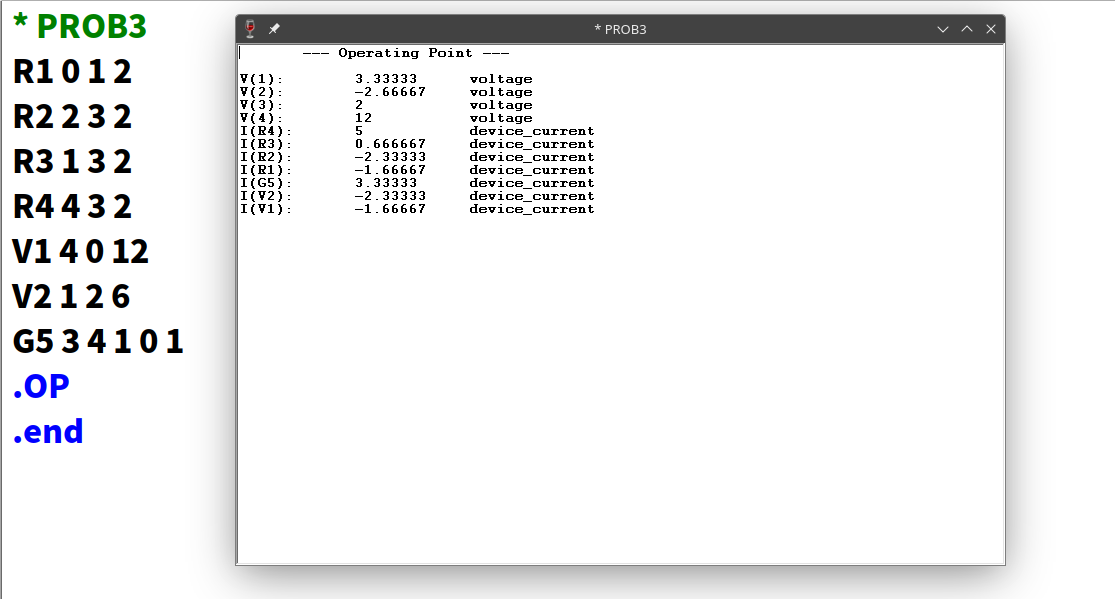 * PROB3
R1 0 1 2
R2 2 3 2
R3 1 3 2
R4 4 3 2
V1 4 0 12
V2 1 2 6
G5 3 4 1 0 1
.OP
.end
* PROB3
--- Operating Point ---
V(1): 3.33333 voltage
V(2): -2.66667 voltage
V(3): 2 voltage
V(4): 12 voltage
I(R4): 5 device_current
I(R3): 0.666667 device_current
I(R2): -2.33333 device_current
I(R1): -1.66667 device_current
I(G5): 3.33333 device_current
I(V2): -2.33333 device_current
I(V1): -1.66667 device_current